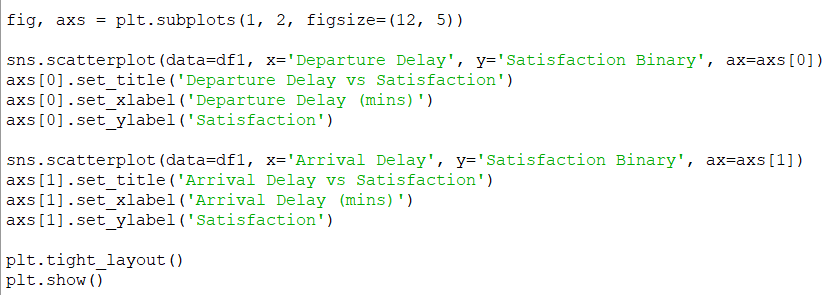 fig, axs = plt.subplots(1, 2, figsize=(12, 5))
sns.scatterplot(data=df1, x='Departure Delay', y='Satisfaction Binary', ax=axs[0])
axs[0].set_title('Departure Delay vs Satisfaction')
axs[0].set_xlabel('Departure Delay (mins)')
axs[0].set_ylabel('Satisfaction')
sns.scatterplot(data=df1, x='Arrival Delay', y='Satisfaction Binary', ax=axs[1])
axs[1].set_title('Arrival Delay vs Satisfaction')
axs[1].set_xlabel('Arrival Delay (mins)')
axs[1].set_ylabel('Satisfaction')
plt.tight_layout()
plt.show()